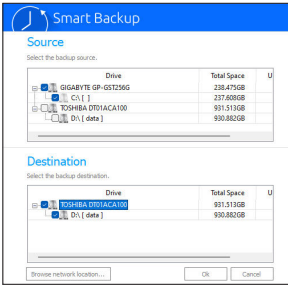 Smart Backup
Source
Select the backup source.
Drive Total Space U
GIGABYTE GP-GST256G 238.475GB
C:\ [ ] 237.608GB
TOSHIBA DT01ACA100 931.513GB
D:\ [ data ] 930.882GB
Destination
Select the backup destination.
Drive Total Space U
TOSHIBA DT01ACA100 931.513GB
D:\ [ data ] 930.882GB
Browse network location... Ok Cancel